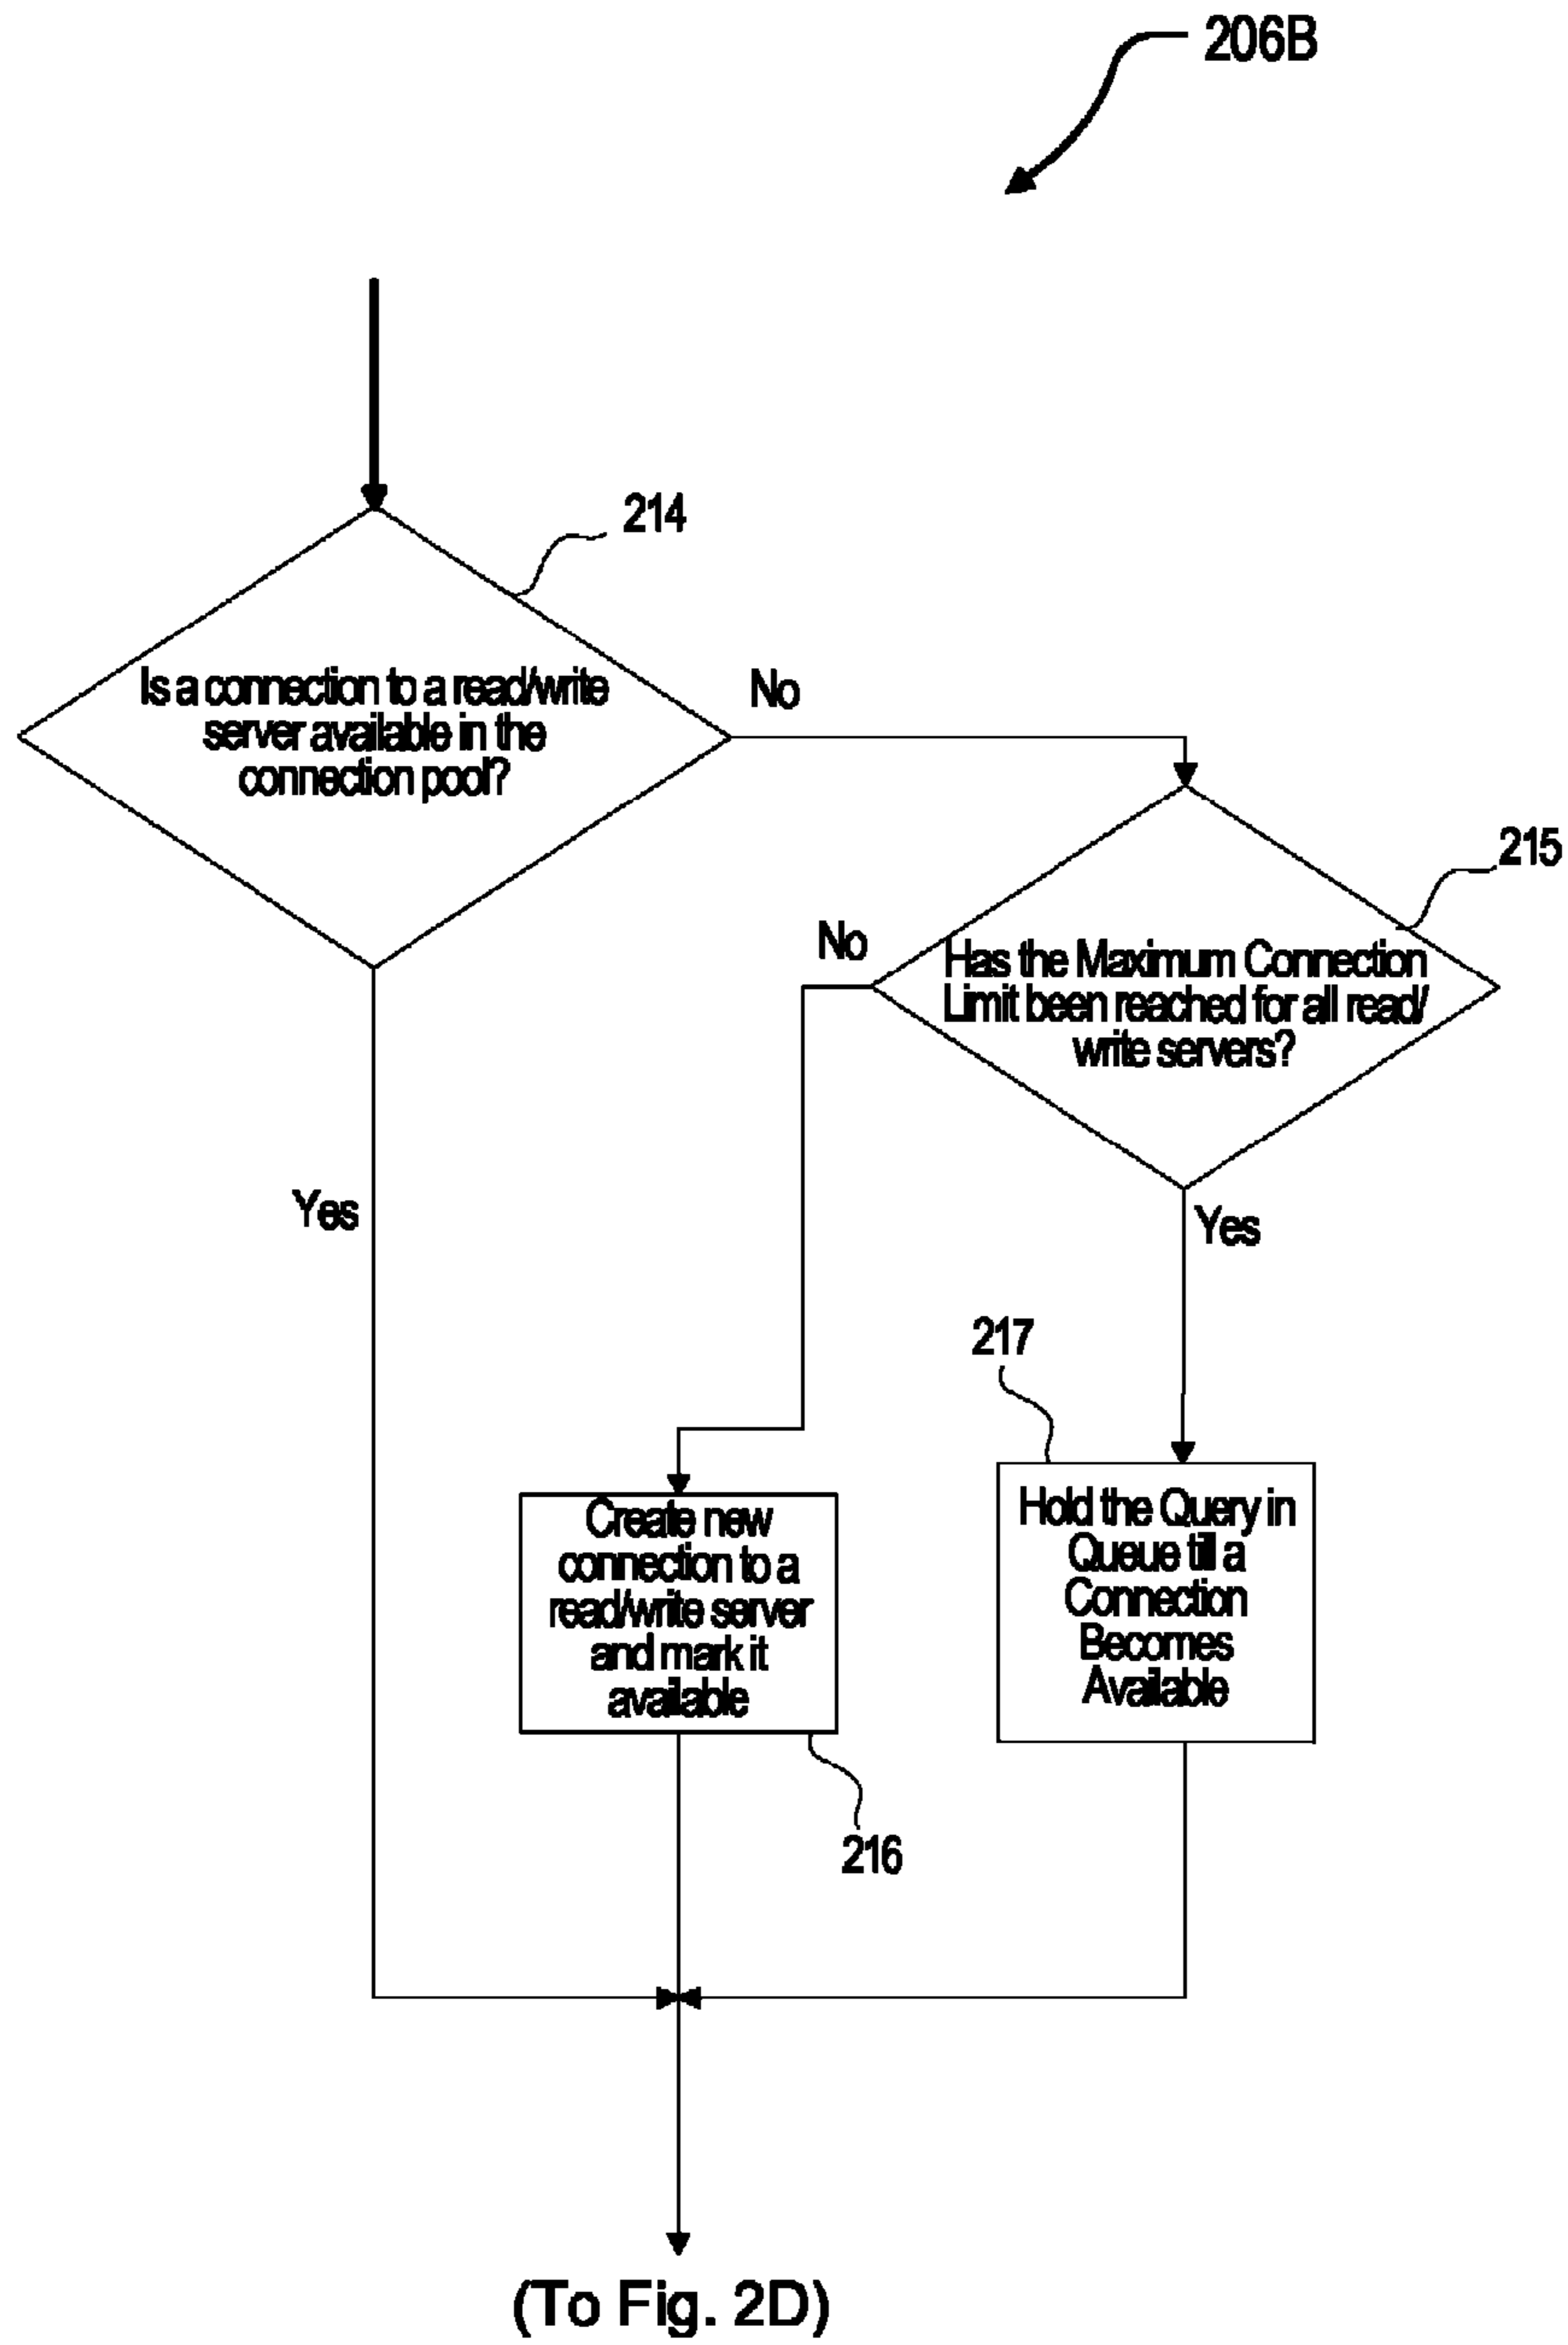 206B
214
Is a connection to a read/write
server available in the
connection pool?
No
215
No
Has the Maximum Connection
Limit been reached for all read/
write servers?
Yes
Yes
217
Create new
connection to a
read/write server
and mark it
available
Hold the Query in
Queue till a
Connection
Becomes
Available
216
(To Fig. 2D)